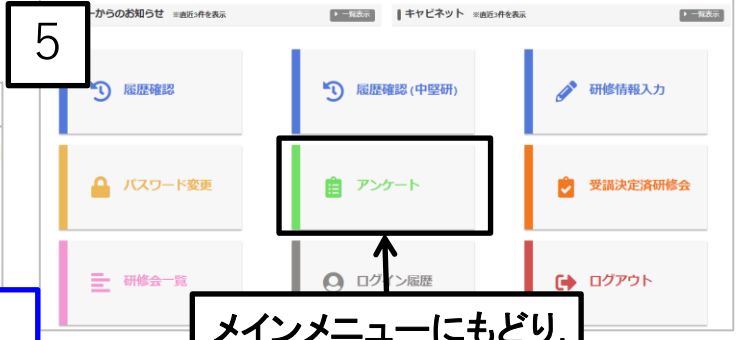 5
からのお知らせ ※直近3件を表示
一覧表示
キャビネット ※直近3件を表示
一覧表示
履歴確認
履歴確認(中堅研)
研修情報入力
パスワード変更
アンケート
受講決定済研修会
研修会一覧
ログイン履歴
ログアウト
メインメニューにもどり,